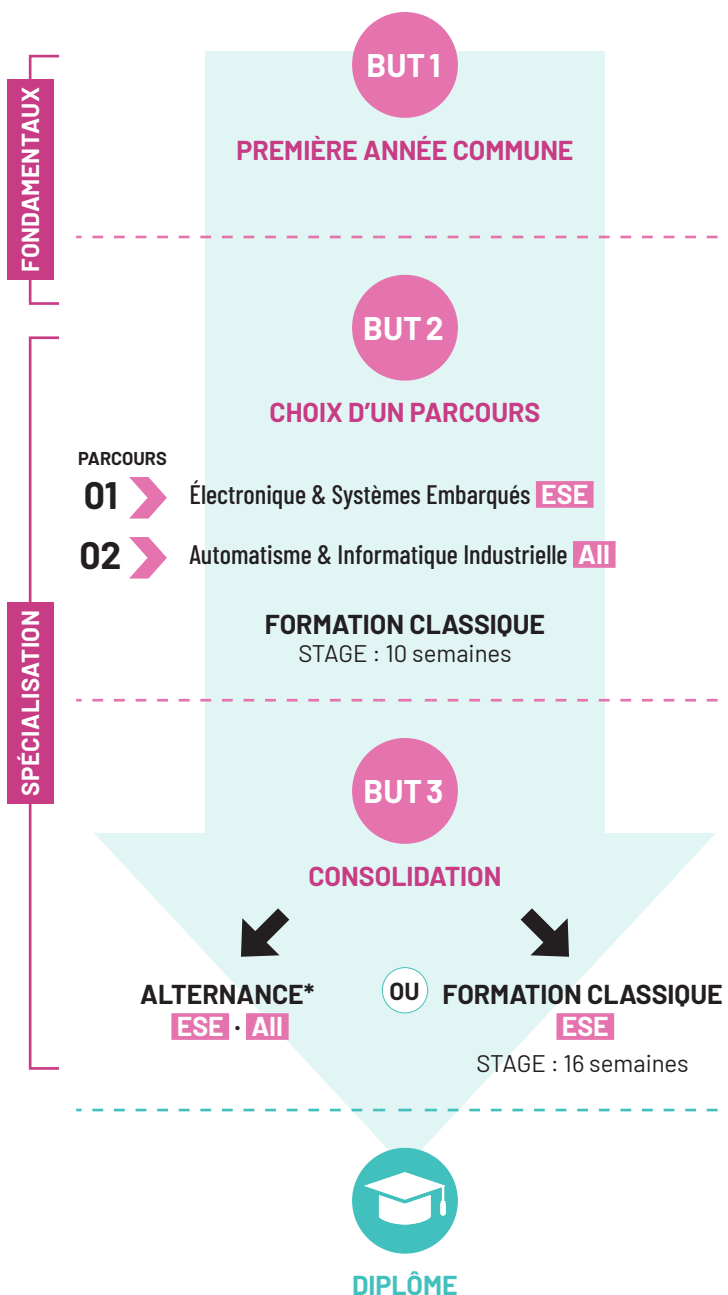 BUT 1
PREMIÈRE ANNÉE COMMUNE
FONDAMENTAUX
BUT 2
CHOIX D'UN PARCOURS
PARCOURS
01 Électronique & Systèmes Embarqués ESE
02 Automatisme & Informatique Industrielle AII
FORMATION CLASSIQUE
STAGE : 10 semaines
SPÉCIALISATION
BUT 3
CONSOLIDATION
ALTERNANCE*
ESE · AII
OU
FORMATION CLASSIQUE
ESE
STAGE : 16 semaines
DIPLÔME